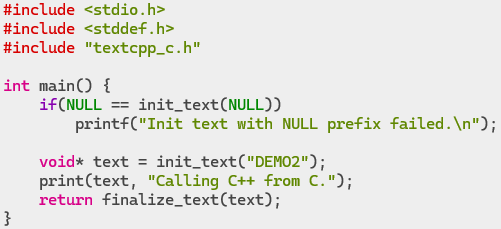 #include <stdio.h>
#include <stddef.h>
#include "textcpp_c.h"

int main() {
    if(NULL == init_text(NULL))
        printf("Init text with NULL prefix failed.\n");

    void* text = init_text("DEMO2");
    print(text, "Calling C++ from C.");
    return finalize_text(text);
}